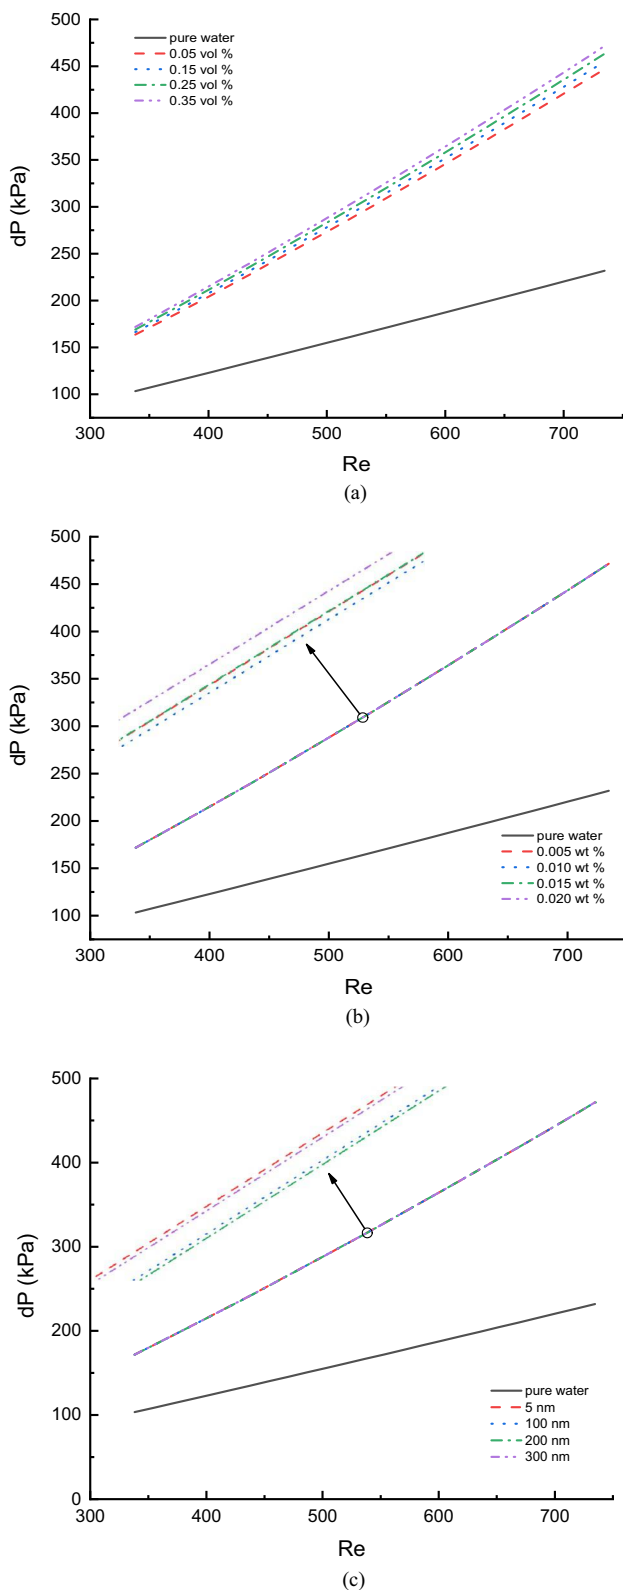 500
450
400
350
300
250
200
150
100
300
400
500
600
700
dP (kPa)
Re
pure water
0.05 vol %
0.15 vol %
0.25 vol %
0.35 vol %
(a)
500
450
400
350
300
250
200
150
100
300
400
500
600
700
dP (kPa)
Re
pure water
0.005 wt %
0.010 wt %
0.015 wt %
0.020 wt %
(b)
500
400
300
200
100
0
300
400
500
600
700
dP (kPa)
Re
pure water
5 nm
100 nm
200 nm
300 nm
(c)